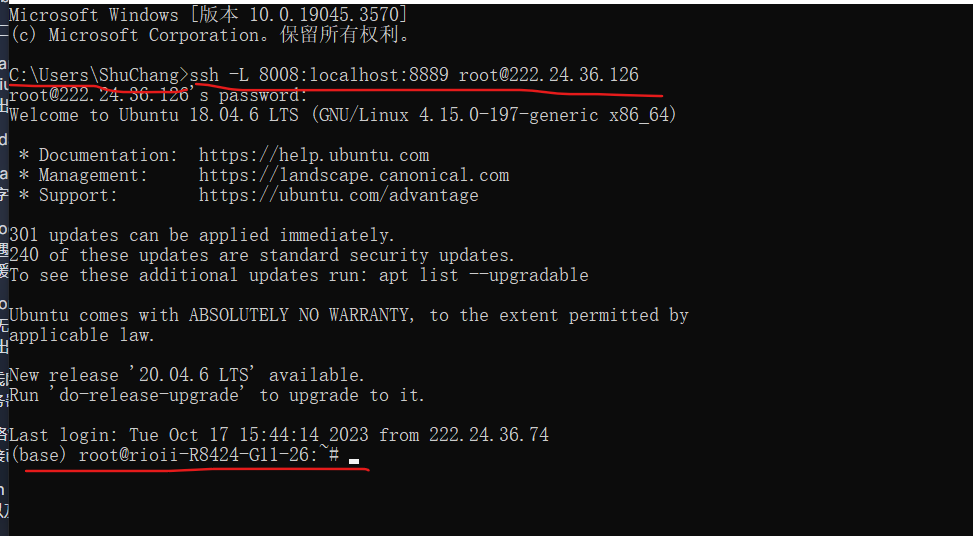 Microsoft Windows [版本 10.0.19045.3570]
(c) Microsoft Corporation。保留所有权利。
C:\Users\ShuChang>ssh -L 8008:localhost:8889 root@222.24.36.126
root@222.24.36.126's password:
Welcome to Ubuntu 18.04.6 LTS (GNU/Linux 4.15.0-197-generic x86_64)
* Documentation:  https://help.ubuntu.com
* Management:     https://landscape.canonical.com
* Support:        https://ubuntu.com/advantage
301 updates can be applied immediately.
240 of these updates are standard security updates.
To see these additional updates run: apt list --upgradable
Ubuntu comes with ABSOLUTELY NO WARRANTY, to the extent permitted by
applicable law.
New release '20.04.6 LTS' available.
Run 'do-release-upgrade' to upgrade to it.
Last login: Tue Oct 17 15:44:14 2023 from 222.24.36.74
(base) root@rioii-R8424-G11-26:~#